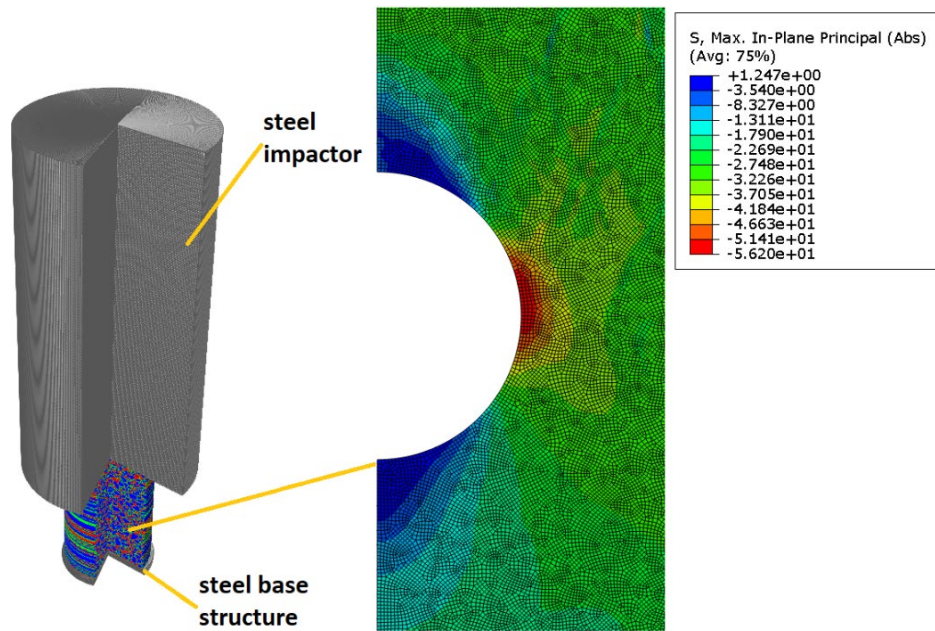 steel
impactor
steel base
structure
S, Max. In-Plane Principal (Abs)
(Avg: 75%)
+1.247e+00
-3.540e+00
-8.327e+00
-1.311e+01
-1.790e+01
-2.269e+01
-2.748e+01
-3.226e+01
-3.705e+01
-4.184e+01
-4.663e+01
-5.141e+01
-5.620e+01